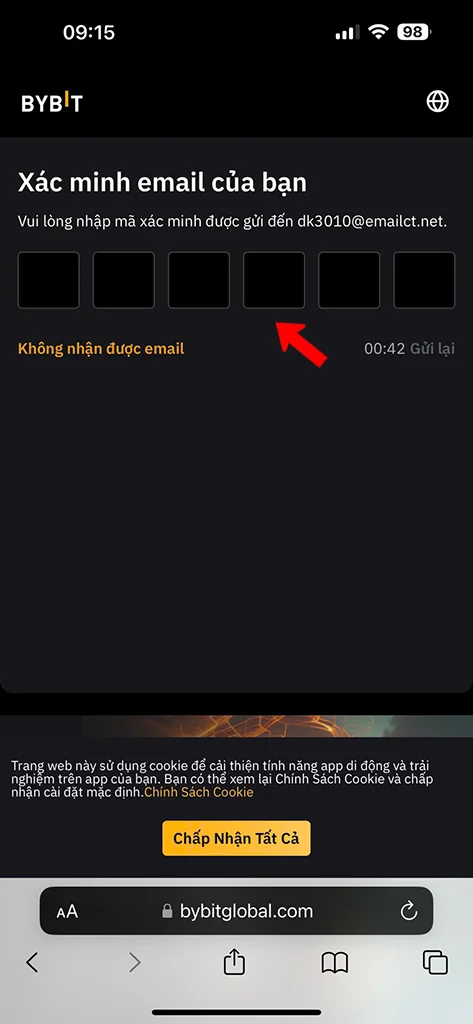 09:15
98
BYBIT
Xác minh email của bạn
Vui lòng nhập mã xác minh được gửi đến dk3010@emailct.net.
Không nhận được email
00:42 Gửi lại
Trang web này sử dụng cookie để cải thiện tính năng app di động và trải
nghiệm trên app của bạn. Bạn có thể xem lại Chính Sách Cookie và chấp
nhận cài đặt mặc định.Chính Sách Cookie
Chấp Nhận Tất Cả
AA
bybitglobal.com